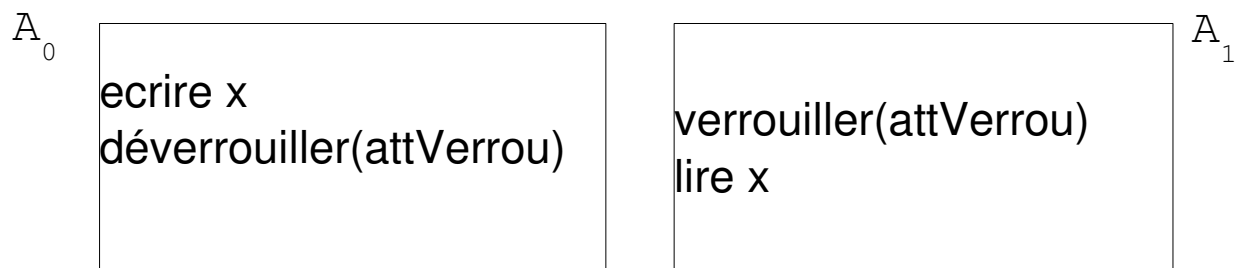 A₀
ecrire x
déverrouiller(attVerrou)
A₁
verrouiller(attVerrou)
lire x